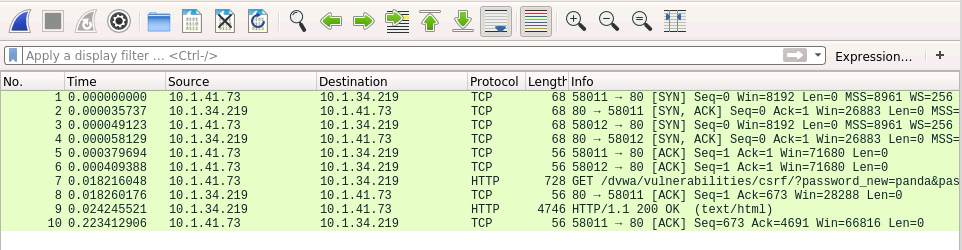 Apply a display filter ... <Ctrl-/> Expression... +
No. Time Source Destination Protocol Length Info
1 0.000000000 10.1.41.73 10.1.34.219 TCP 68 58011 → 80 [SYN] Seq=0 Win=8192 Len=0 MSS=8961 WS=256
2 0.000035737 10.1.34.219 10.1.41.73 TCP 68 80 → 58011 [SYN, ACK] Seq=0 Ack=1 Win=26883 Len=0 MSS=
3 0.000049123 10.1.41.73 10.1.34.219 TCP 68 58012 → 80 [SYN] Seq=0 Win=8192 Len=0 MSS=8961 WS=256
4 0.000058129 10.1.34.219 10.1.41.73 TCP 68 80 → 58012 [SYN, ACK] Seq=0 Ack=1 Win=26883 Len=0 MSS=
5 0.000379694 10.1.41.73 10.1.34.219 TCP 56 58011 → 80 [ACK] Seq=1 Ack=1 Win=71680 Len=0
6 0.000409388 10.1.41.73 10.1.34.219 TCP 56 58012 → 80 [ACK] Seq=1 Ack=1 Win=71680 Len=0
7 0.018216048 10.1.41.73 10.1.34.219 HTTP 728 GET /dvwa/vulnerabilities/csrf/?password_new=panda&pas
8 0.018260176 10.1.34.219 10.1.41.73 TCP 56 80 → 58011 [ACK] Seq=1 Ack=673 Win=28288 Len=0
9 0.024245521 10.1.34.219 10.1.41.73 HTTP 4746 HTTP/1.1 200 OK (text/html)
10 0.223412906 10.1.41.73 10.1.34.219 TCP 56 58011 → 80 [ACK] Seq=673 Ack=4691 Win=66816 Len=0